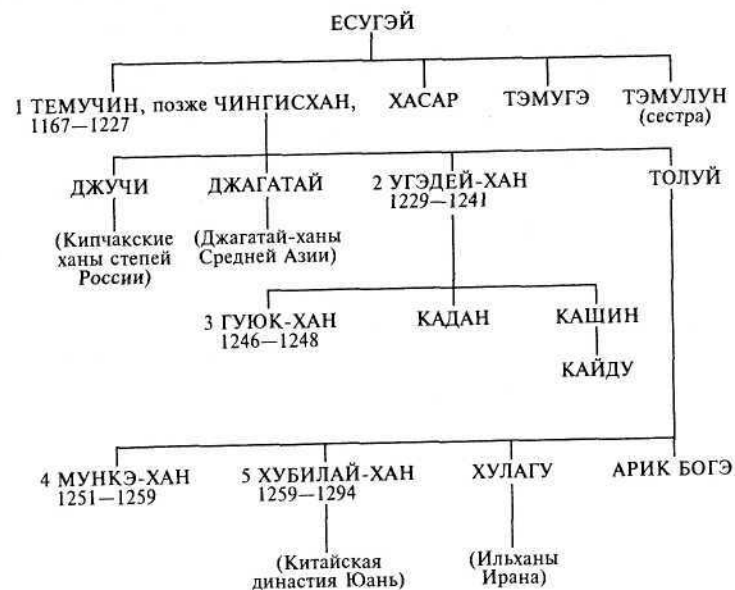 ЕСУГЭЙ
1 ТЕМУЧИН, позже ЧИНГИСХАН,
1167—1227
ХАСАР
ТЭМУГЭ
ТЭМУЛУН
(сестра)
ДЖУЧИ
(Кипчакские
ханы степей
России)
ДЖАГАТАЙ
(Джагатай-ханы
Средней Азии)
2 УГЭДЕЙ-ХАН
1229—1241
ТОЛУЙ
3 ГУЮК-ХАН
1246—1248
КАДАН
КАШИН
КАЙДУ
4 МУНКЭ-ХАН
1251—1259
5 ХУБИЛАЙ-ХАН
1259—1294
(Китайская
династия Юань)
ХУЛАГУ
(Ильханы
Ирана)
АРИК БОГЭ